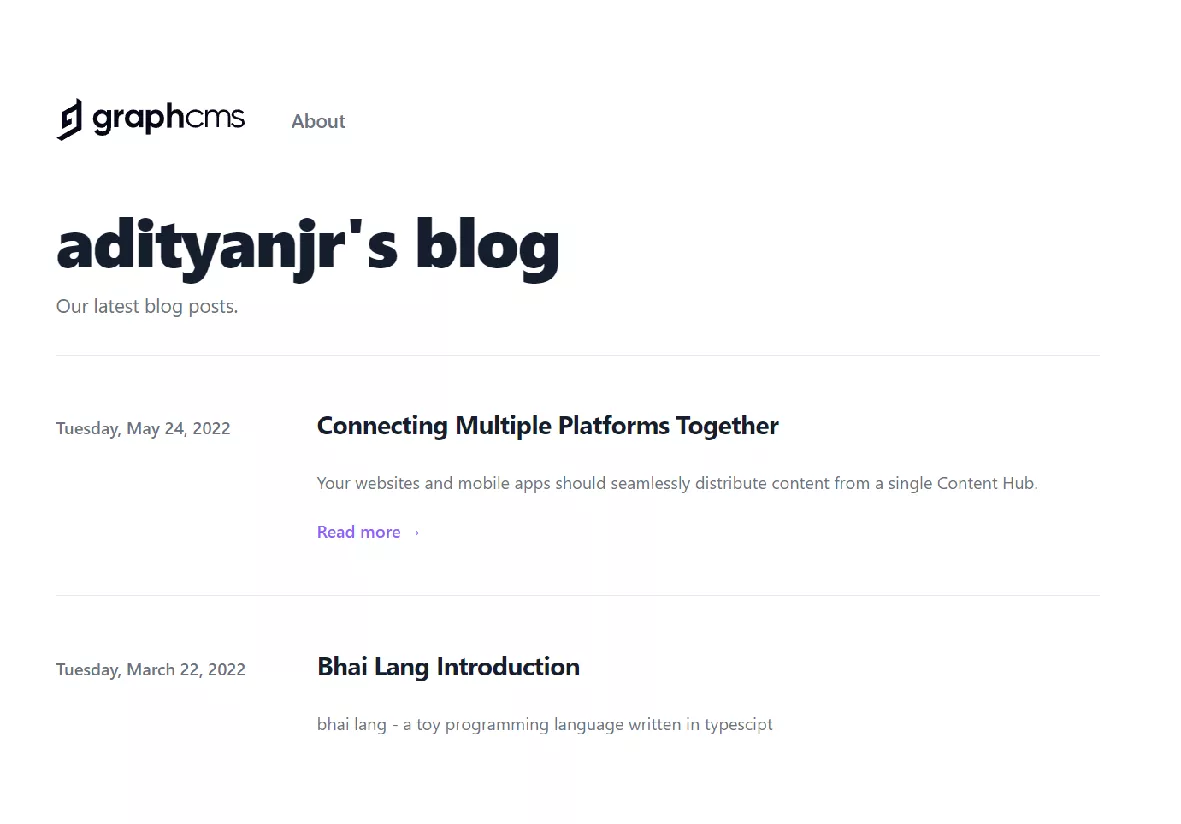 graphcms
About
adityanjr's blog
Our latest blog posts.
Tuesday, May 24, 2022
Connecting Multiple Platforms Together
Your websites and mobile apps should seamlessly distribute content from a single Content Hub.
Read more →
Tuesday, March 22, 2022
Bhai Lang Introduction
bhai lang - a toy programming language written in typescipt